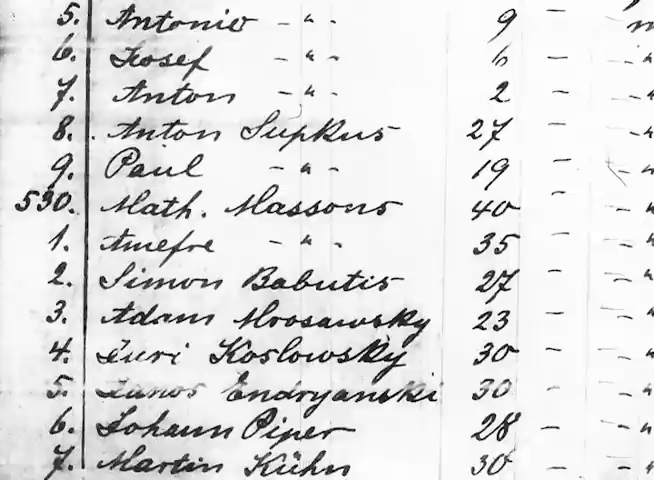 5. Antonio - " - 9 -
6. Josef - " - 6 - - "
7. Anton - " - 2 - - "
8. Anton Supkus 27 - - "
9. Paul - " - 19 - - "
530. Math. Massons 40 - - "
1. - " - 35 - - "
2. Simon Babutis 27 - - "
3. Adam Mrosawsky 23 - - "
4. Juri Koslowsky 30 - - "
5. Janos Endryanski 30 - - "
6. Johann Piper 28 - - "
7. Martin Kühn 30 - - "